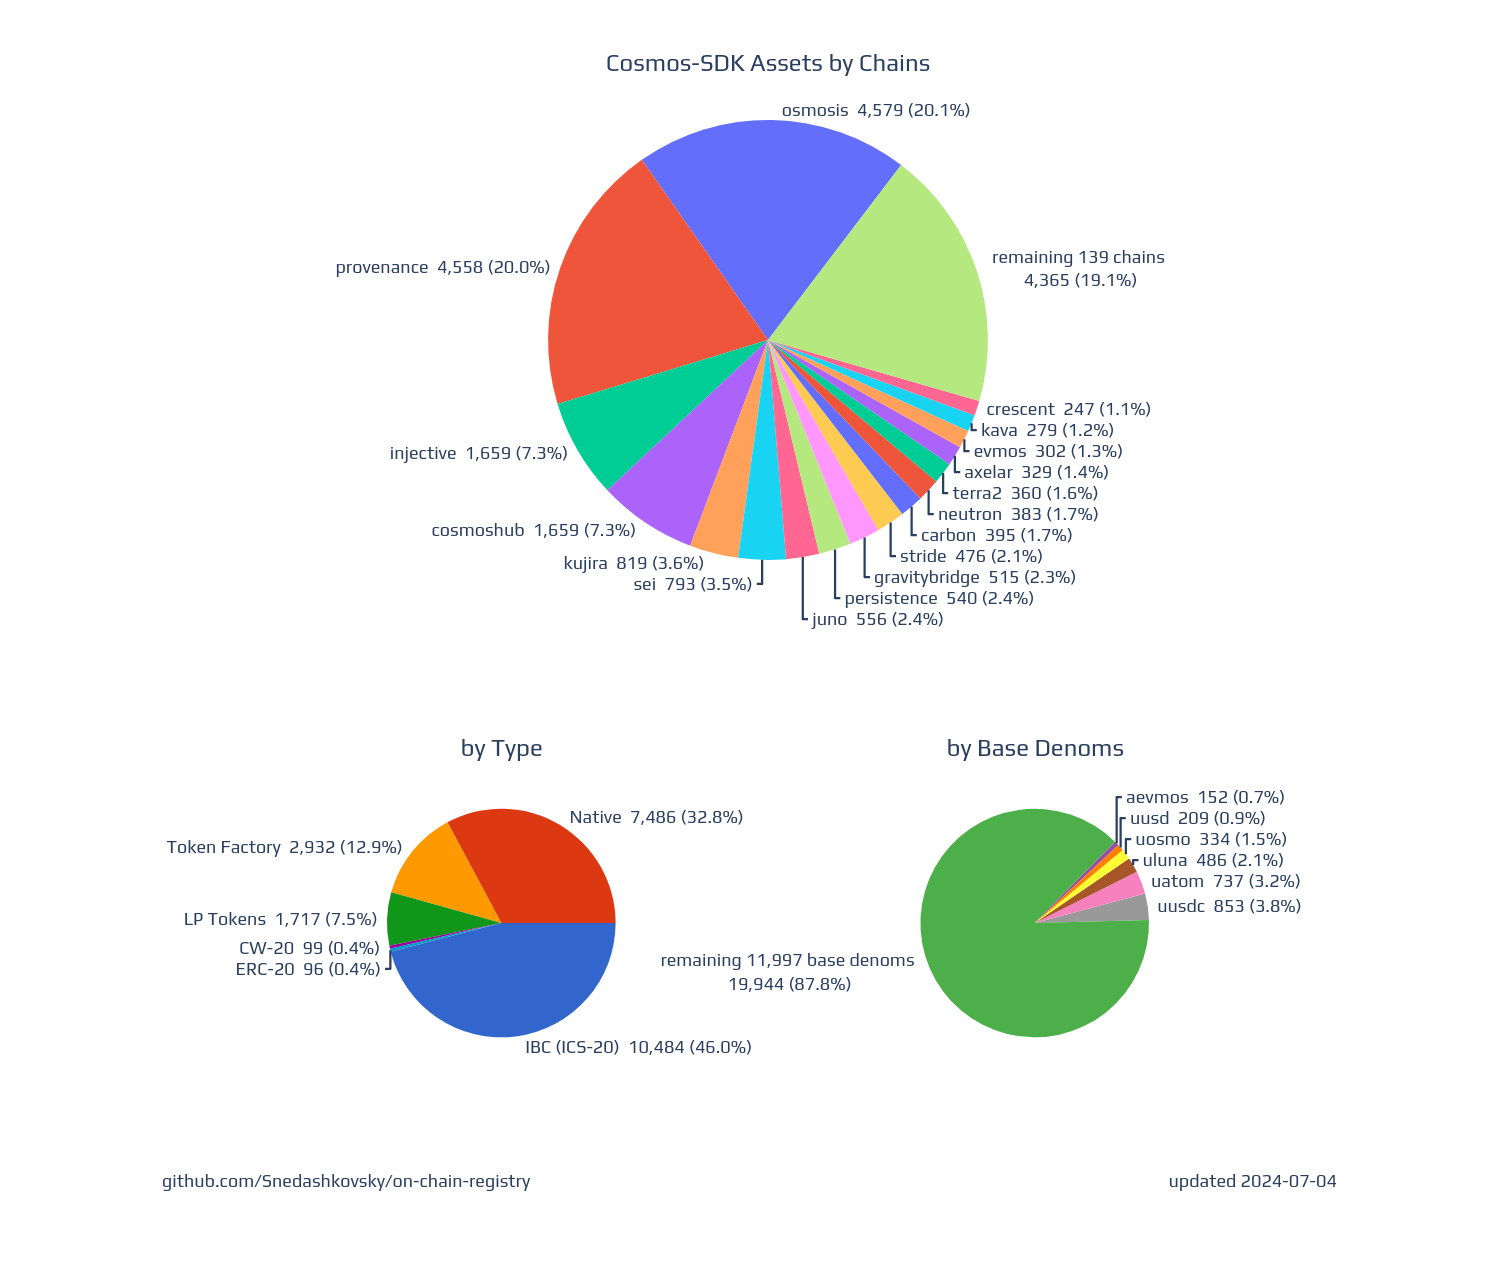 Cosmos-SDK Assets by Chains
osmosis 4,579 (20.1%)
remaining 139 chains
4,365 (19.1%)
provenance 4,558 (20.0%)
crescent 247 (1.1%)
kava 279 (1.2%)
injective 1,659 (7.3%)
evmos 302 (1.3%)
axelar 329 (1.4%)
terra2 360 (1.6%)
neutron 383 (1.7%)
cosmoshub 1,659 (7.3%)
carbon 395 (1.7%)
stride 476 (2.1%)
kujira 819 (3.6%)
gravitybridge 515 (2.3%)
sei 793 (3.5%)
persistence 540 (2.4%)
juno 556 (2.4%)
by Type
Native 7,486 (32.8%)
Token Factory 2,932 (12.9%)
LP Tokens 1,717 (7.5%)
CW-20 99 (0.4%)
ERC-20 96 (0.4%)
IBC (ICS-20) 10,484 (46.0%)
by Base Denoms
aevmos 152 (0.7%)
uusd 209 (0.9%)
uosmo 334 (1.5%)
uluna 486 (2.1%)
uatom 737 (3.2%)
uusdc 853 (3.8%)
remaining 11,997 base denoms
19,944 (87.8%)
github.com/Snedashkovsky/on-chain-registry
updated 2024-07-04